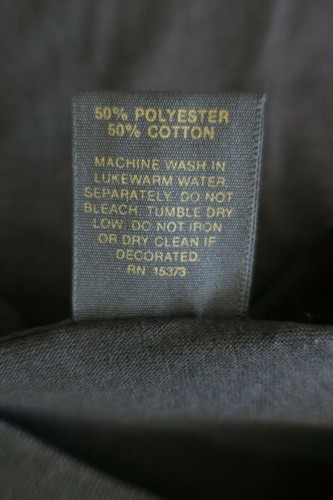 50% POLYESTER
50% COTTON
MACHINE WASH IN
LUKEWARM WATER,
SEPARATELY. DO NOT
BLEACH. TUMBLE DRY
LOW. DO NOT IRON
OR DRY CLEAN IF
DECORATED.
RN 15373